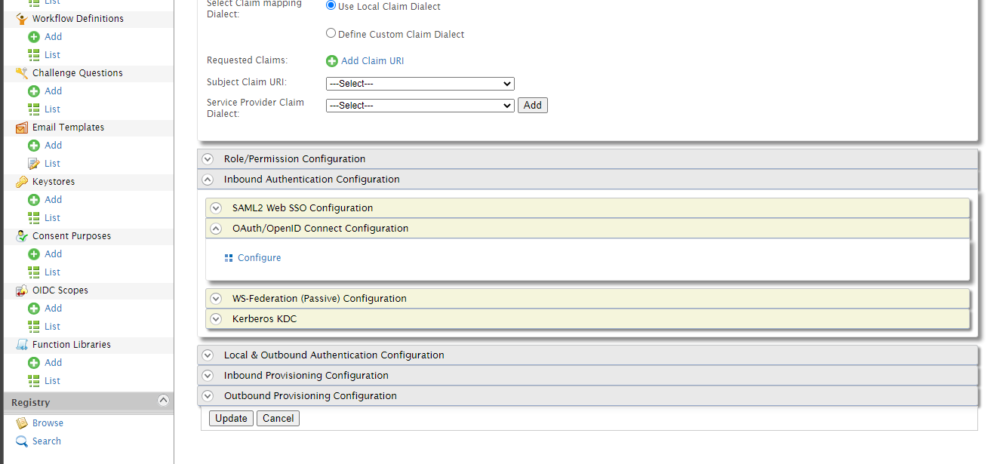 List
Workflow Definitions
Add
List
Challenge Questions
Add
List
Email Templates
Add
List
Keystores
Add
List
Consent Purposes
Add
List
OIDC Scopes
Add
List
Function Libraries
Add
List
Registry
Browse
Search
Select Claim mapping
Dialect:
Use Local Claim Dialect
Define Custom Claim Dialect
Requested Claims:
Add Claim URI
Subject Claim URI:
---Select---
Service Provider Claim
Dialect:
---Select---
Add
Role/Permission Configuration
Inbound Authentication Configuration
SAML2 Web SSO Configuration
OAuth/OpenID Connect Configuration
Configure
WS-Federation (Passive) Configuration
Kerberos KDC
Local & Outbound Authentication Configuration
Inbound Provisioning Configuration
Outbound Provisioning Configuration
Update
Cancel